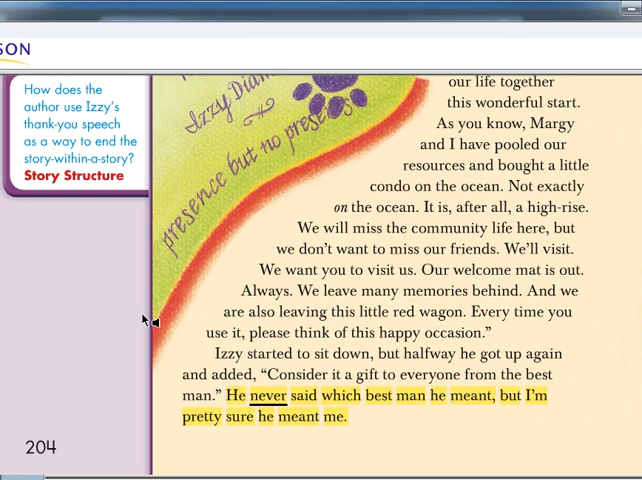 SON
How does the
author use Izzy's
thank-you speech
as a way to end the
story-within-a-story?
Story Structure
Izzy
presence but no
our life together
this wonderful start.
As you know, Margy
and I have pooled our
resources and bought a little
condo on the ocean. Not exactly
on the ocean. It is, after all, a high-rise.
We will miss the community life here, but
we don't want to miss our friends. We'll visit.
We want you to visit us. Our welcome mat is out.
Always. We leave many memories behind. And we
are also leaving this little red wagon. Every time you
use it, please think of this happy occasion."
Izzy started to sit down, but halfway he got up again
and added, "Consider it a gift to everyone from the best
man." He never said which best man he meant, but I'm
pretty sure he meant me.
204